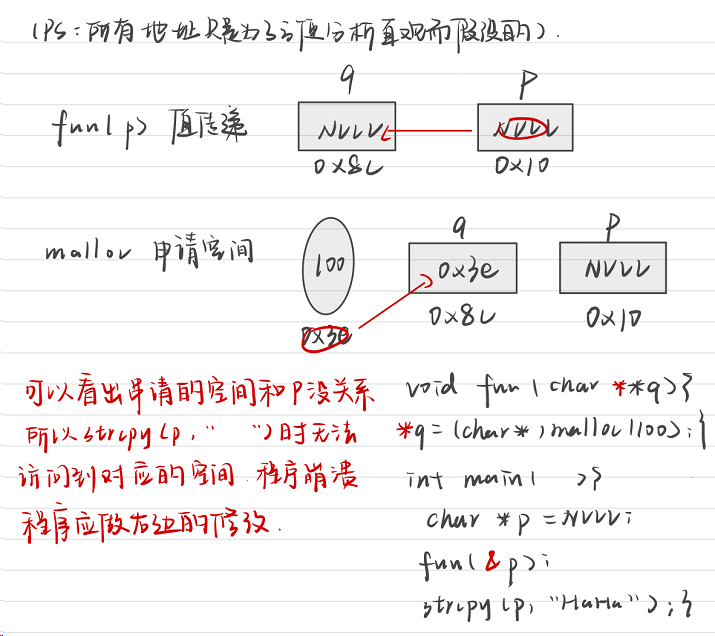 (PS:所有地址只是为了方便分析直观而假设的).
q p
fun(p) 值传递 NULL NULL
0x8c 0x10
q p
malloc 申请空间 100 0x3e NULL
0x3e 0x8c 0x10
可以看出申请的空间和P没关系
所以strcpy(p," ")时无法
访问到对应的空间.程序崩溃
程序应做右边的修改.
void fun(char **q){
*q=(char*)malloc(100);}
int main( ){
char *p=NULL;
fun(&p);
strcpy(p,"HaHa");}